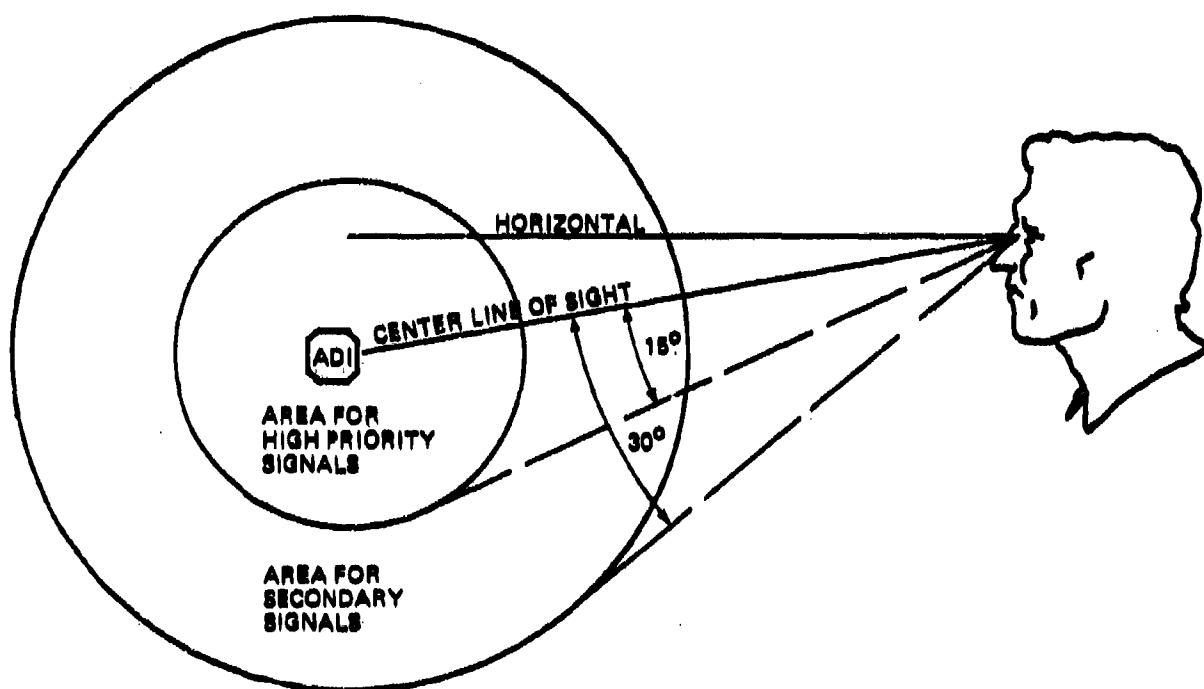 HORIZONTAL
CENTER LINE OF SIGHT
ADI
15°
AREA FOR
HIGH PRIORITY
SIGNALS
30°
AREA FOR
SECONDARY
SIGNALS